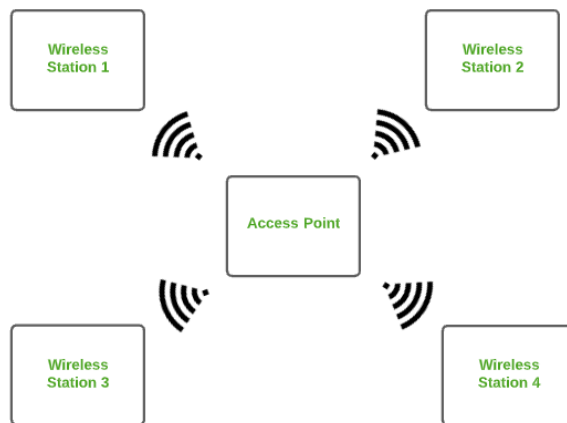 Wireless
Station 1
Wireless
Station 2
Access Point
Wireless
Station 3
Wireless
Station 4